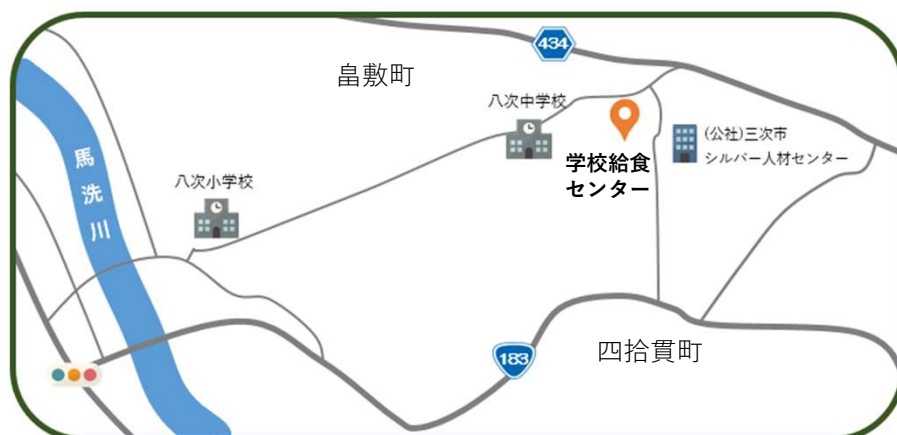 434
畠敷町
八次中学校
(公社)三次市
シルバー人材センター
学校給食
センター
馬洗川
八次小学校
183
四拾貫町